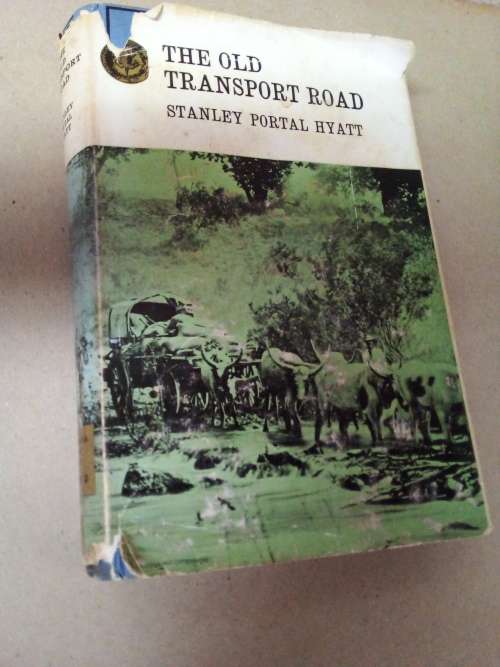 THE OLD
TRANSPORT ROAD
STANLEY PORTAL HYATT